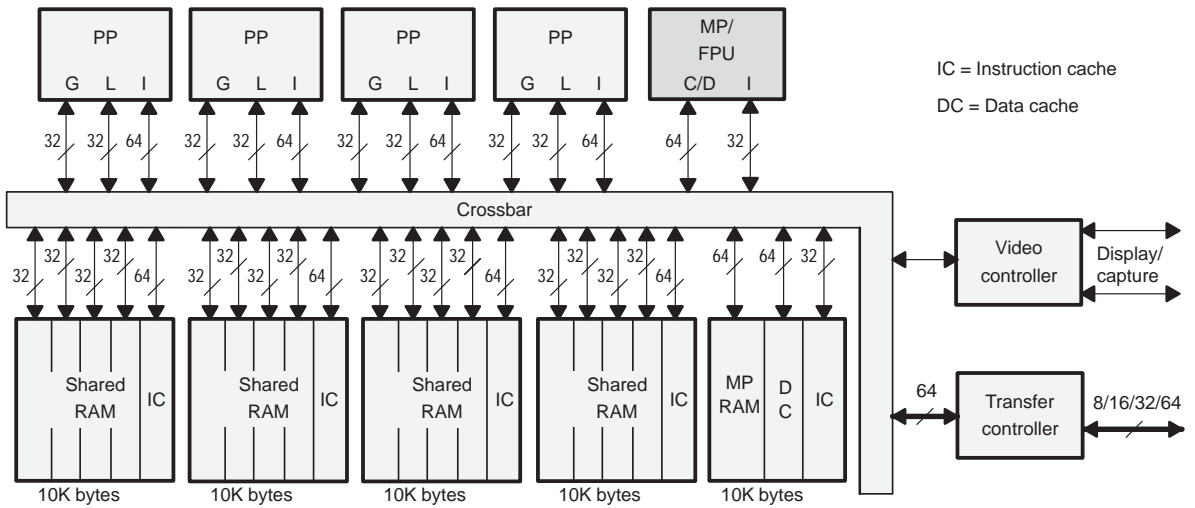 PP
G L I
PP
G L I
PP
G L I
PP
G L I
MP/
FPU
C/D I
IC = Instruction cache
DC = Data cache
32 32 64
32 32 64
32 32 64
32 32 64
64 32
Crossbar
32 32 32 32 64
32 32 32 32 64
32 32 32 32 64
32 32 32 32 64
64 64 32
Video
controller
Display/
capture
Shared
RAM
IC
Shared
RAM
IC
Shared
RAM
IC
Shared
RAM
IC
MP
RAM
D
C
IC
64
Transfer
controller
8/16/32/64
10K bytes
10K bytes
10K bytes
10K bytes
10K bytes